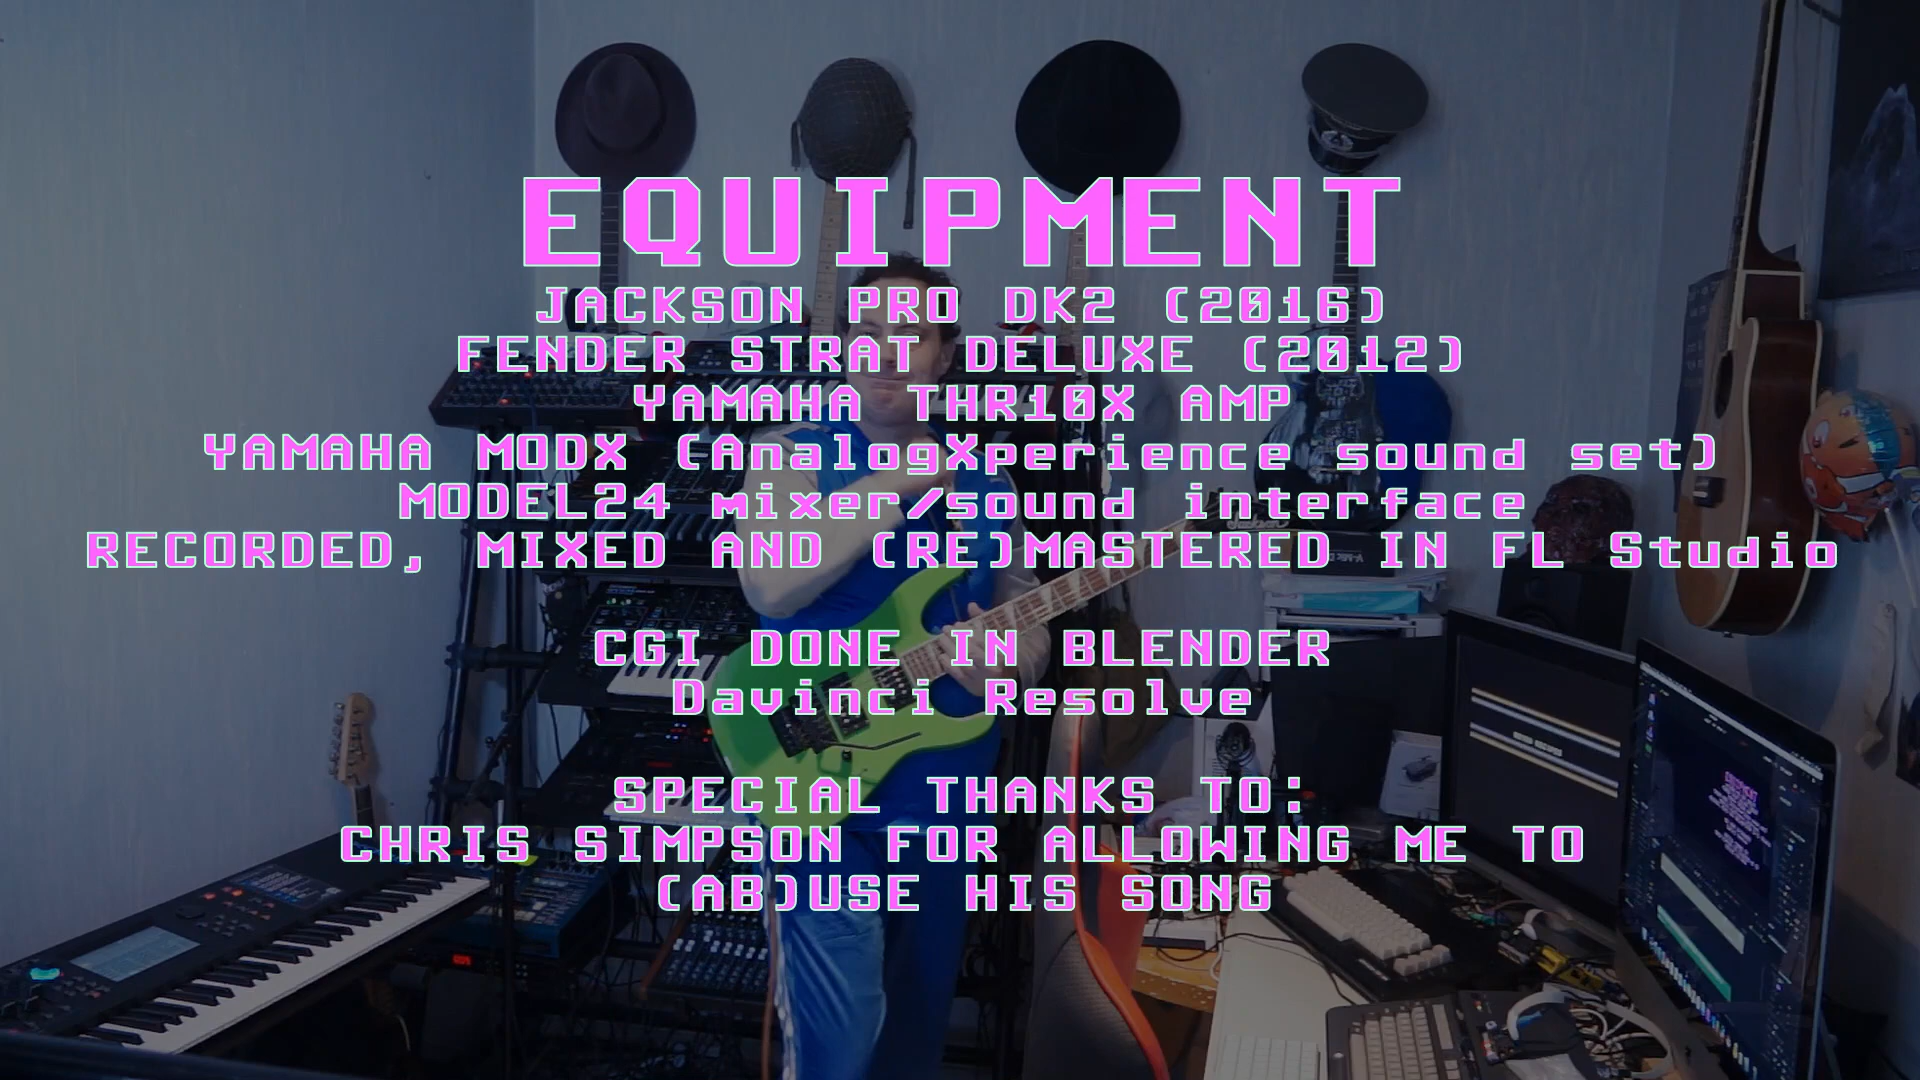 EQUIPMENT
JACKSON PRO DK2 (2016)
FENDER STRAT DELUXE (2012)
YAMAHA THR10X AMP
YAMAHA MODX (AnalogXperience sound set)
MODEL24 mixer/sound interface
RECORDED, MIXED AND (RE)MASTERED IN FL Studio
CGI DONE IN BLENDER
Davinci Resolve
SPECIAL THANKS TO:
CHRIS SIMPSON FOR ALLOWING ME TO
(AB)USE HIS SONG
Jackson